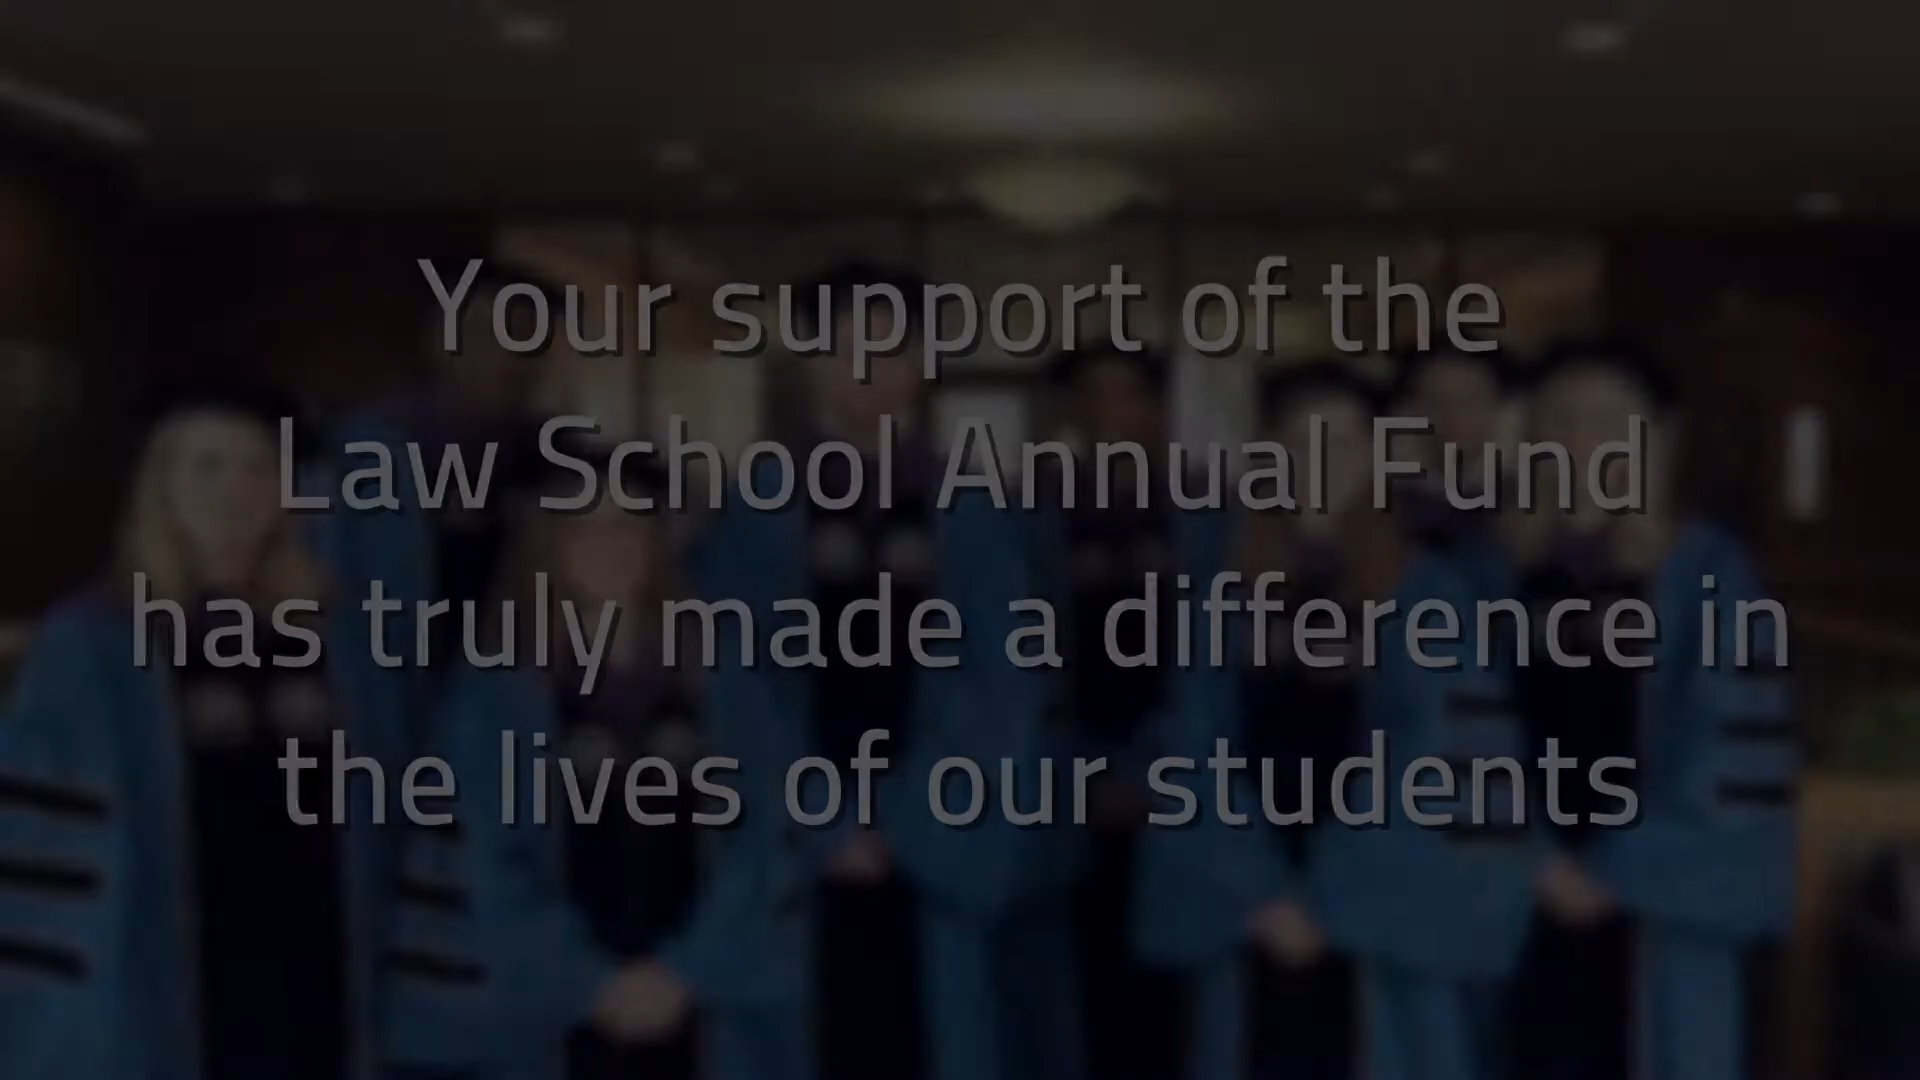 Your support of the
Law School Annual Fund
has truly made a difference in
the lives of our students